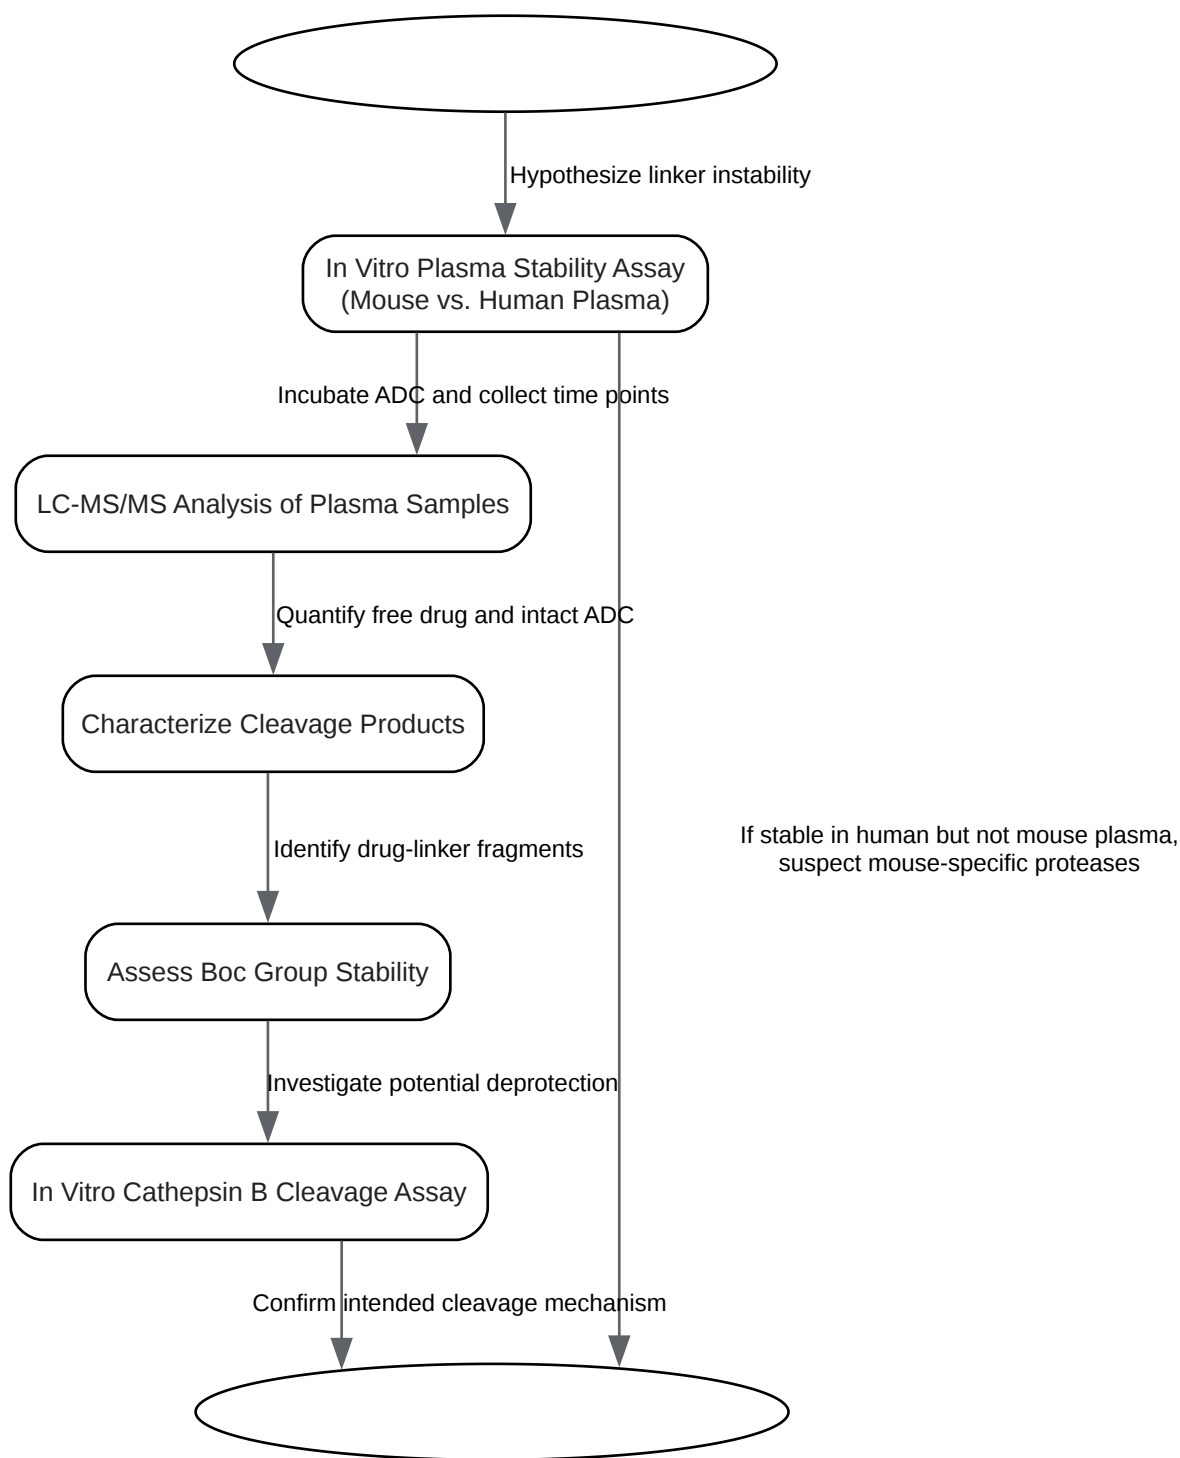 Hypothesize linker instability
In Vitro Plasma Stability Assay
(Mouse vs. Human Plasma)
Incubate ADC and collect time points
LC-MS/MS Analysis of Plasma Samples
Quantify free drug and intact ADC
Characterize Cleavage Products
If stable in human but not mouse plasma,
suspect mouse-specific proteases
Identify drug-linker fragments
Assess Boc Group Stability
Investigate potential deprotection
In Vitro Cathepsin B Cleavage Assay
Confirm intended cleavage mechanism